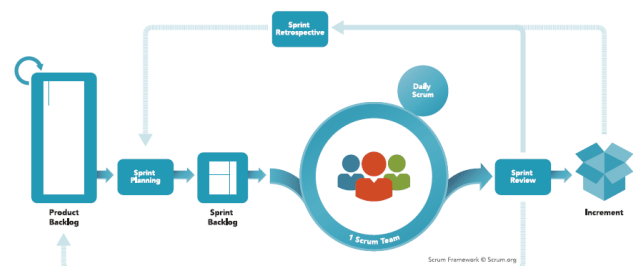 Sprint
Retrospective
Daily
Scrum
Sprint
Planning
Sprint
Review
Product
Backlog
Sprint
Backlog
1 Scrum Team
Increment
Scrum Framework © Scrum.org